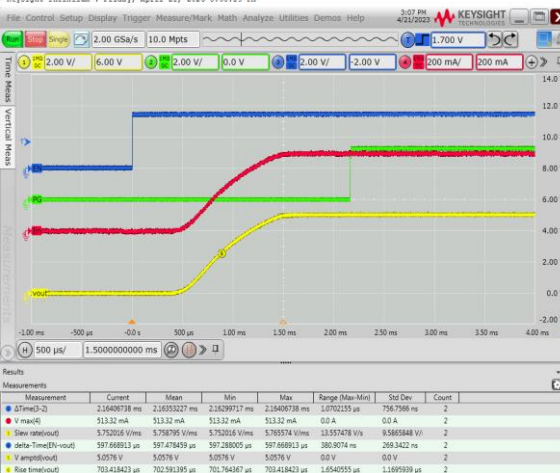 File Control Setup Display Trigger Measure/Mark Math Analyze Utilities Demos Help
3:07 PM
4/21/2023
KEYSIGHT
TECHNOLOGIES
Run Stop Single 2.00 GSa/s 10.0 Mpts T 1.700 V
1 2.00 V/ 6.00 V 2 2.00 V/ 0.0 V 3 2.00 V/ -2.00 V 4 200 mA/ 200 mA
Time Meas
Vertical Meas
Measurements
14.0
12.0
10.0
8.00
6.00
4.00
2.00
0.0
-2.00
EN
PG
vout
-1.00 ms -500 µs -0.0 s 500 µs 1.00 ms 1.50 ms 2.00 ms 2.50 ms 3.00 ms 3.50 ms 4.00 ms
H 500 µs/ 1.5000000000 ms
Results
Measurements
Measurement Current Mean Min Max Range (Max-Min) Std Dev Count
ΔTime(3-2) 2.16406738 ms 2.16353227 ms 2.16299717 ms 2.16406738 ms 1.0702155 µs 756.7566 ns 2
V max(4) 513.32 mA 513.32 mA 513.32 mA 513.32 mA 0.0 A 0.0 A 2
Slew rate(vout) 5.752016 V/ms 5.758795 V/ms 5.752016 V/ms 5.765574 V/ms 13.557478 V/s 9.5865848 V/ 2
delta-Time(EN-vout) 597.668913 µs 597.478459 µs 597.288005 µs 597.668913 µs 380.9074 ns 269.3422 ns 2
V amptd(vout) 5.0576 V 5.0576 V 5.0576 V 5.0576 V 0.0 V 0.0 V 2
Rise time(vout) 703.418423 µs 702.591395 µs 701.764367 µs 703.418423 µs 1.6540555 µs 1.1695939 µs 2